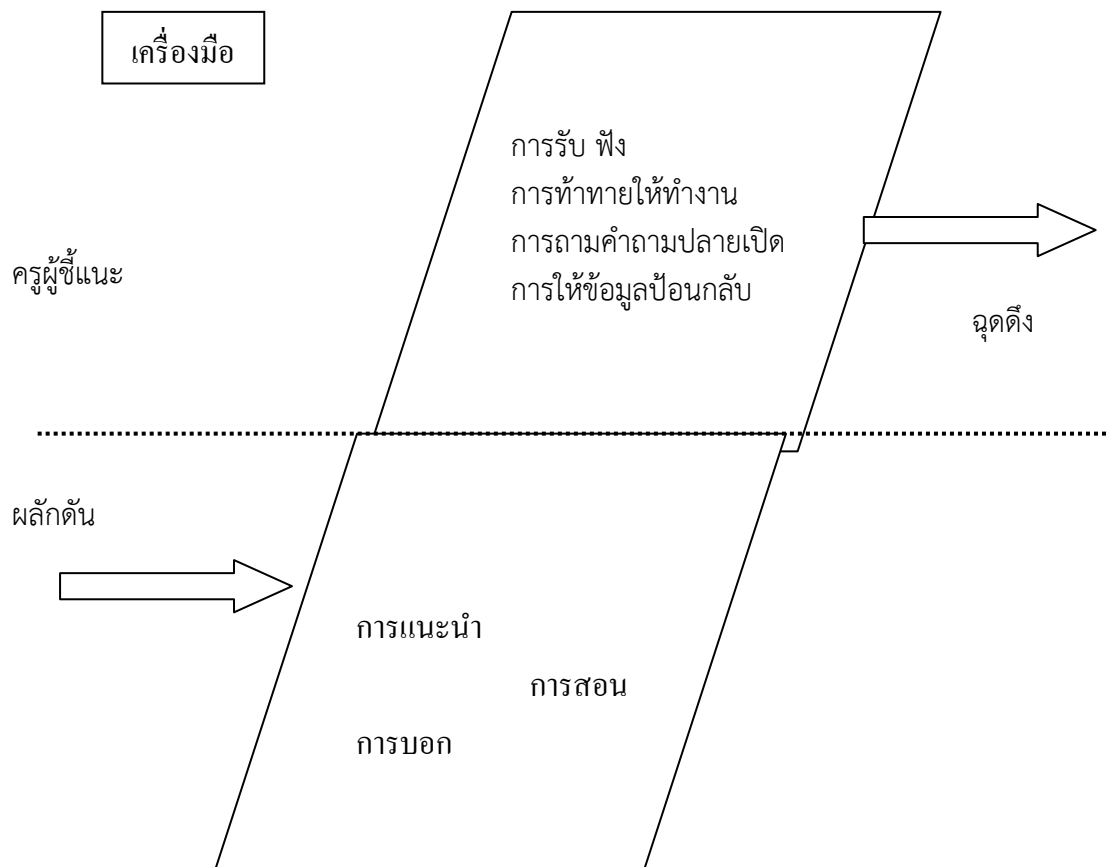 เครื่องมือ
การรับ ฟัง
การท้าทายให้ทำงาน
การถามคำถามปลายเปิด
ครูผู้ชี้แนะ
การให้ข้อมูลป้อนกลับ
ฉุดดึง
ผลักดัน
การแนะนำ
การสอน
การบอก